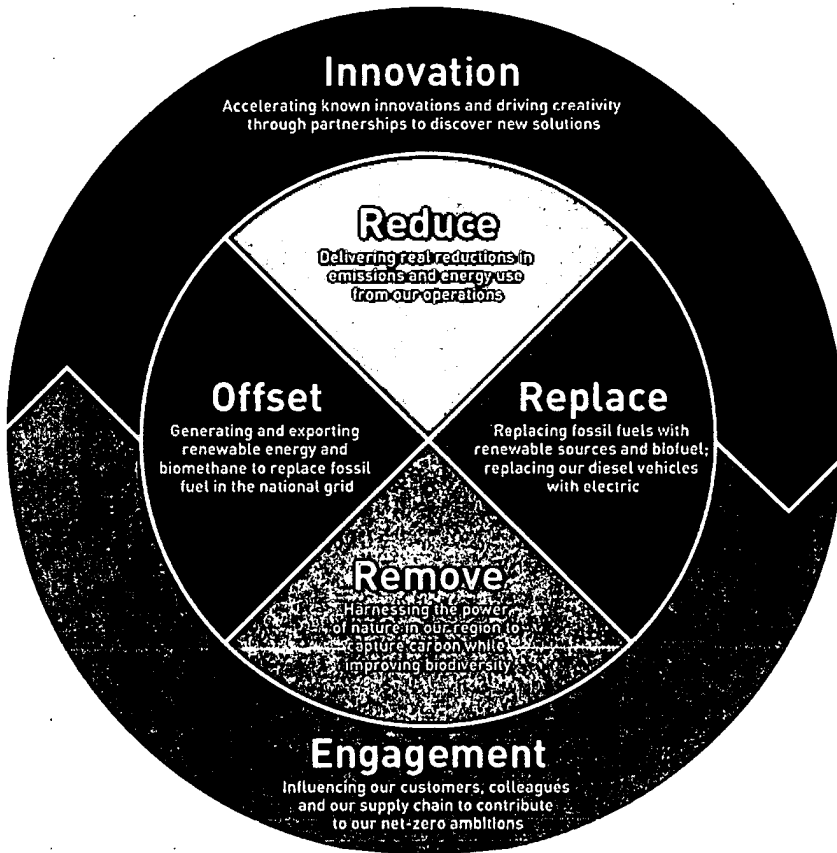 Innovation
Accelerating known innovations and driving creativity
through partnerships to discover new solutions
Reduce
Delivering real reductions in
emissions and energy use
from our operations
Offset
Generating and exporting
renewable energy and
biomethane to replace fossil
fuel in the national grid
Replace
Replacing fossil fuels with
renewable sources and biofuel;
replacing our diesel vehicles
with electric
Remove
Harnessing the power
of nature in our region to
capture carbon while
improving biodiversity
Engagement
Influencing our customers, colleagues
and our supply chain to contribute
to our net-zero ambitions